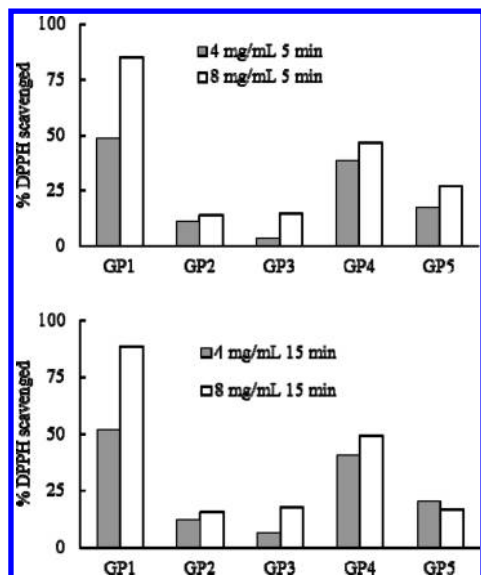 100
4 mg/mL 5 min
8 mg/mL 5 min
75
50
25
0
% DPPH scavenged
GP1 GP2 GP3 GP4 GP5
100
4 mg/mL 15 min
8 mg/mL 15 min
75
50
25
0
% DPPH scavenged
GP1 GP2 GP3 GP4 GP5